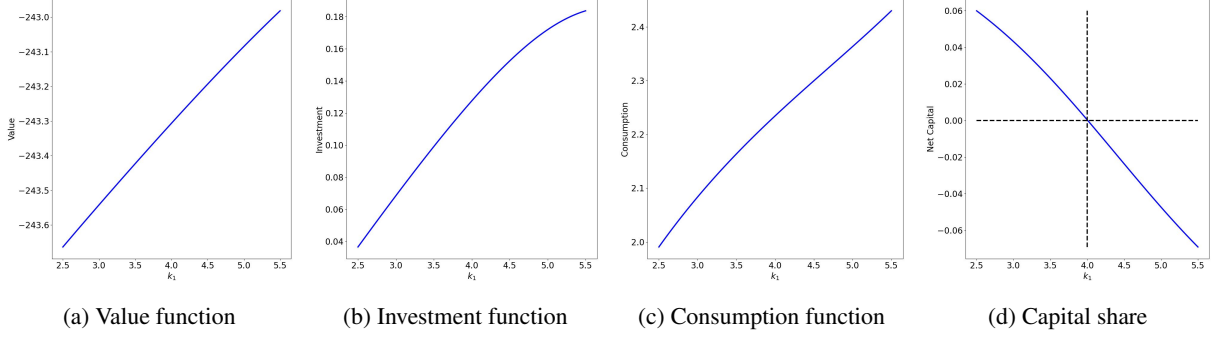 −243.0
−243.1
−243.2
−243.3
−243.4
−243.5
−243.6
Value
2.5 3.0 3.5 4.0 4.5 5.0 5.5
k₁
(a) Value function
0.18
0.16
0.14
0.12
0.10
0.08
0.06
0.04
Investment
2.5 3.0 3.5 4.0 4.5 5.0 5.5
k₁
(b) Investment function
2.4
2.3
2.2
2.1
2.0
Consumption
2.5 3.0 3.5 4.0 4.5 5.0 5.5
k₁
(c) Consumption function
0.06
0.04
0.02
0.00
−0.02
−0.04
−0.06
Net Capital
2.5 3.0 3.5 4.0 4.5 5.0 5.5
k₁
(d) Capital share